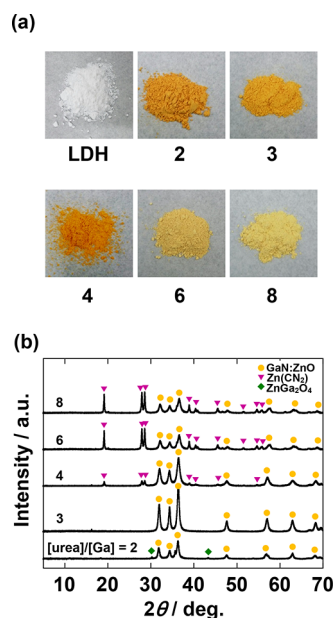 (a)
LDH 2 3
4 6 8
(b)
GaN:ZnO
Zn(CN₂)
ZnGa₂O₄
8
6
4
3
[urea]/[Ga] = 2
Intensity / a.u.
10 20 30 40 50 60 70
2θ / deg.